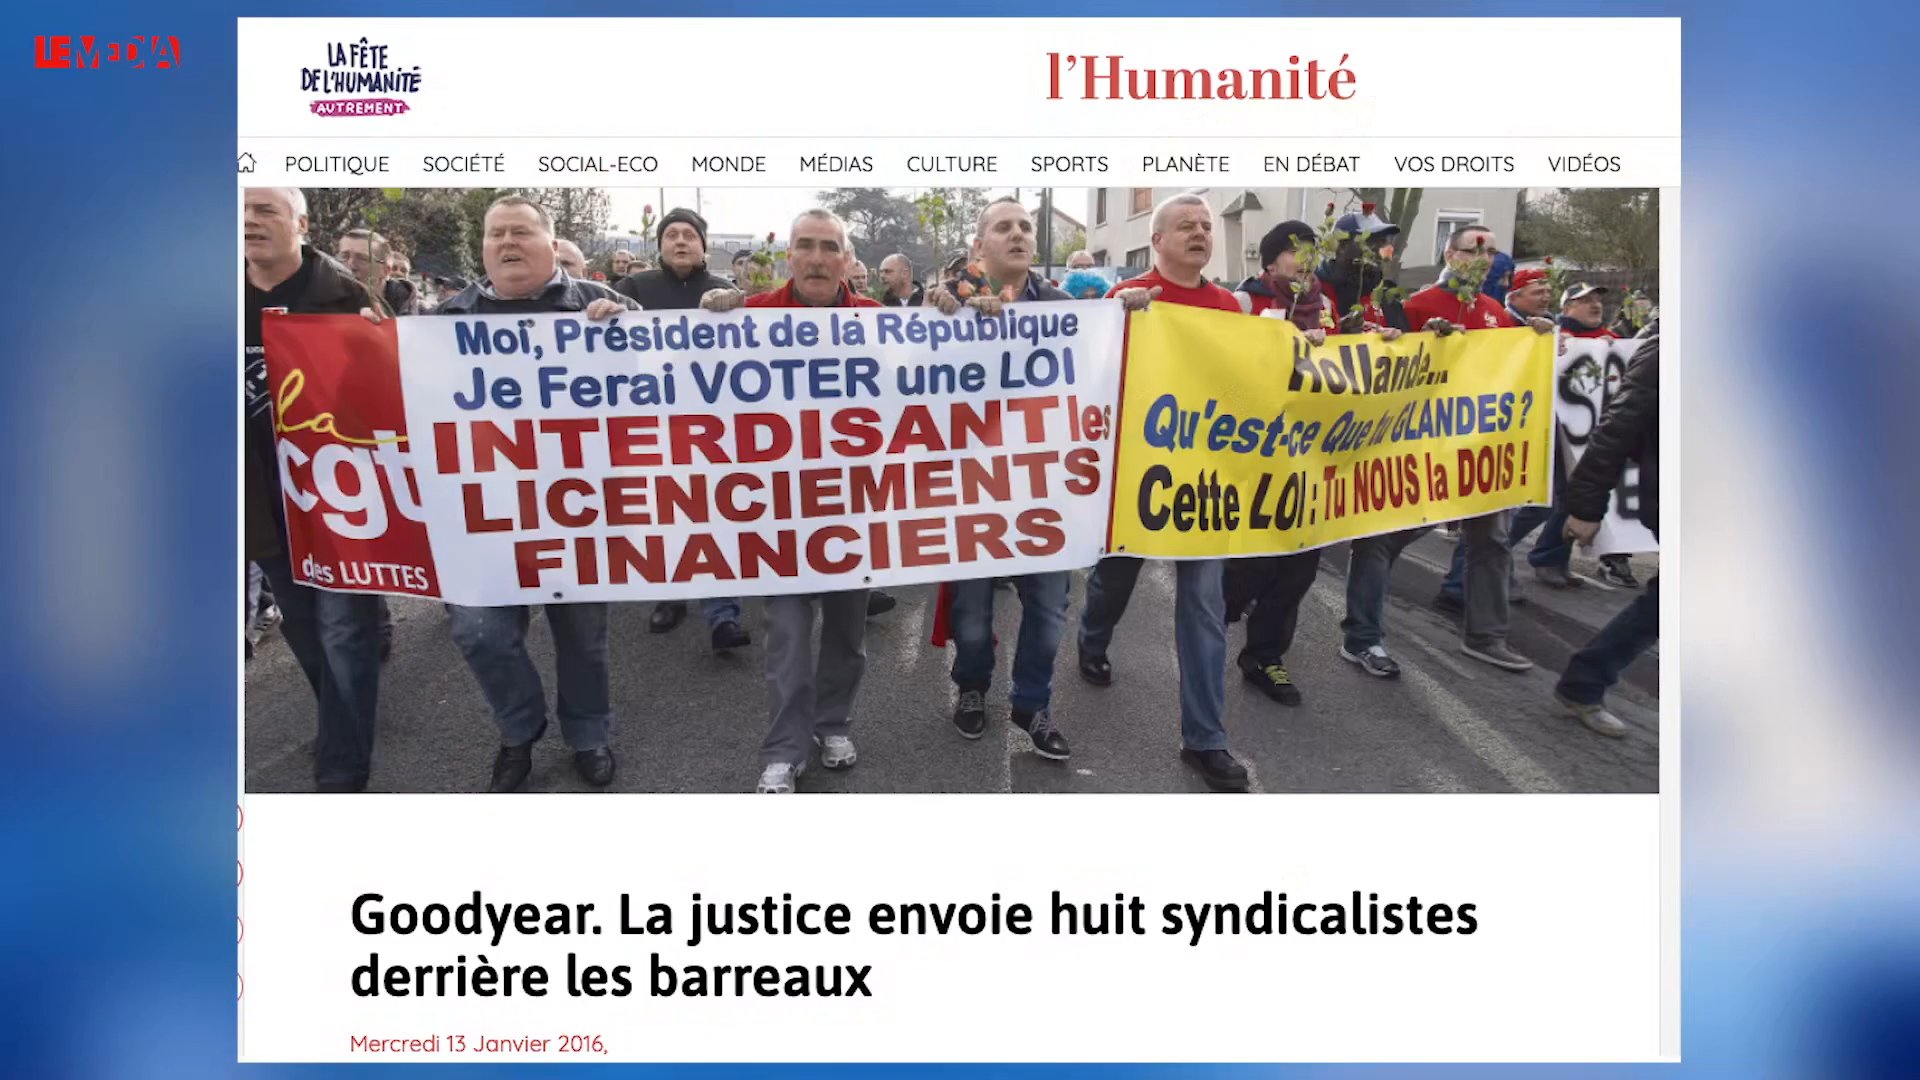 LEMEDIA
LA FÊTE
DE L'HUMANITÉ
AUTREMENT
l'Humanité
POLITIQUE SOCIÉTÉ SOCIAL-ECO MONDE MÉDIAS CULTURE SPORTS PLANÈTE EN DÉBAT VOS DROITS VIDÉOS
la
cgt
des LUTTES
Moi, Président de la République
Je Ferai VOTER une LOI
INTERDISANT les
LICENCIEMENTS
FINANCIERS
Hollande...
Qu'est-ce Que tu GLANDES ?
Cette LOI : Tu NOUS la DOIS !
Goodyear. La justice envoie huit syndicalistes
derrière les barreaux
Mercredi 13 Janvier 2016,